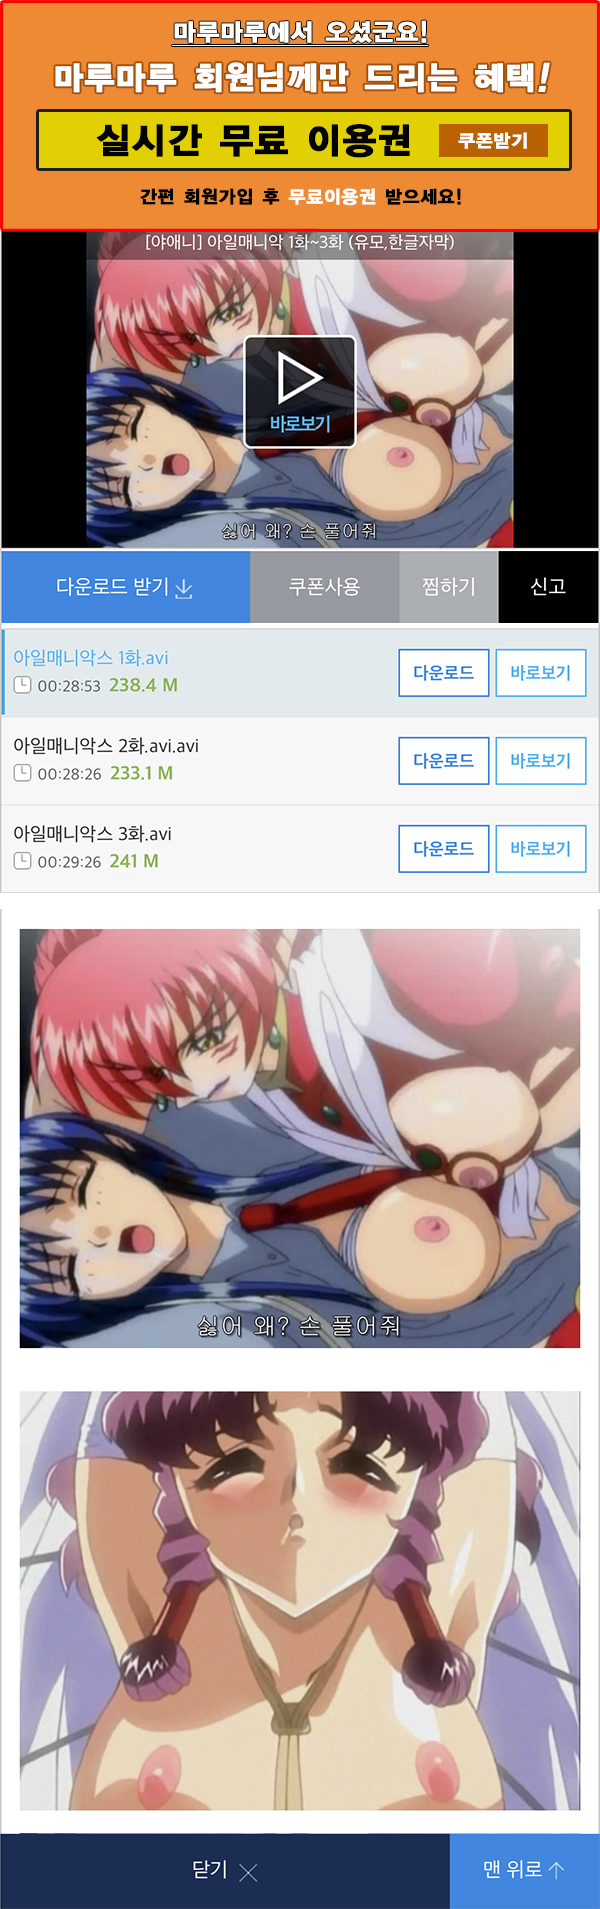 마루마루에서 오셨군요!
마루마루 회원님께만 드리는 혜택!
실시간 무료 이용권 쿠폰받기
간편 회원가입 후 무료이용권 받으세요!
[야애니] 아일매니악 1화~3화 (유모,한글자막)
바로보기
싫어 왜? 손 풀어줘
다운로드 받기 쿠폰사용 찜하기 신고
아일매니악스 1화.avi
00:28:53 238.4 M 다운로드 바로보기
아일매니악스 2화.avi.avi
00:28:26 233.1 M 다운로드 바로보기
아일매니악스 3화.avi
00:29:26 241 M 다운로드 바로보기
싫어 왜? 손 풀어줘
닫기 맨 위로